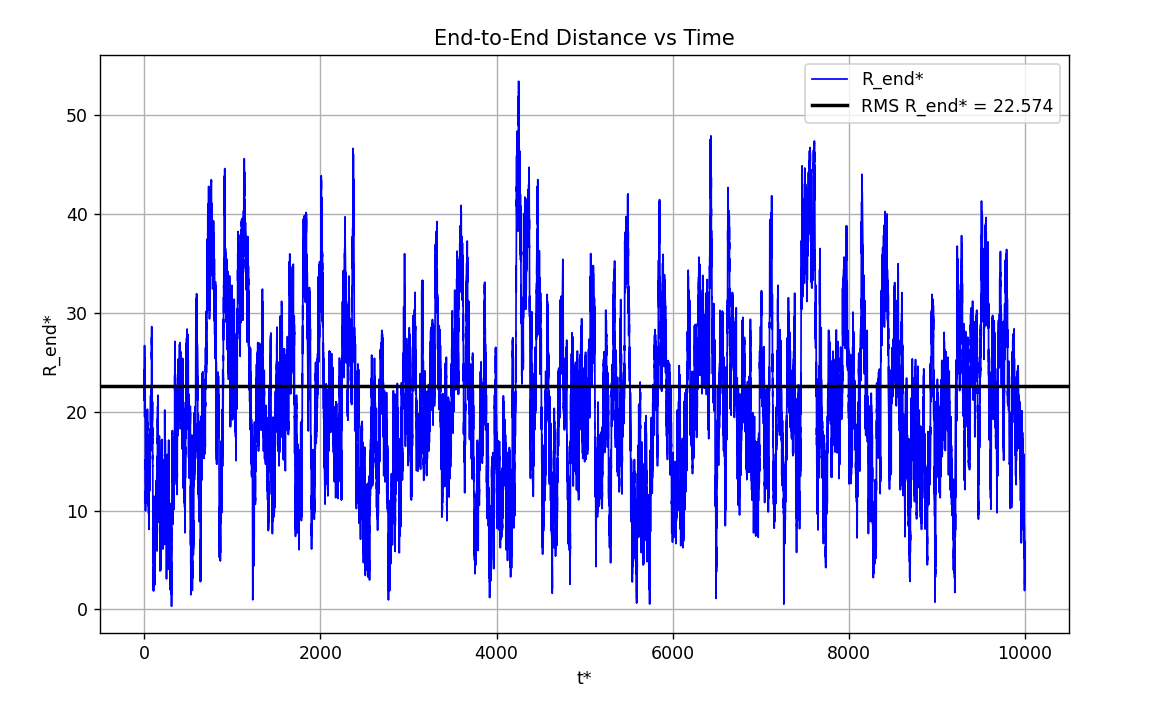 End-to-End Distance vs Time
R_end*
RMS R_end* = 22.574
50
40
30
20
10
0
R_end*
0 2000 4000 6000 8000 10000
t*